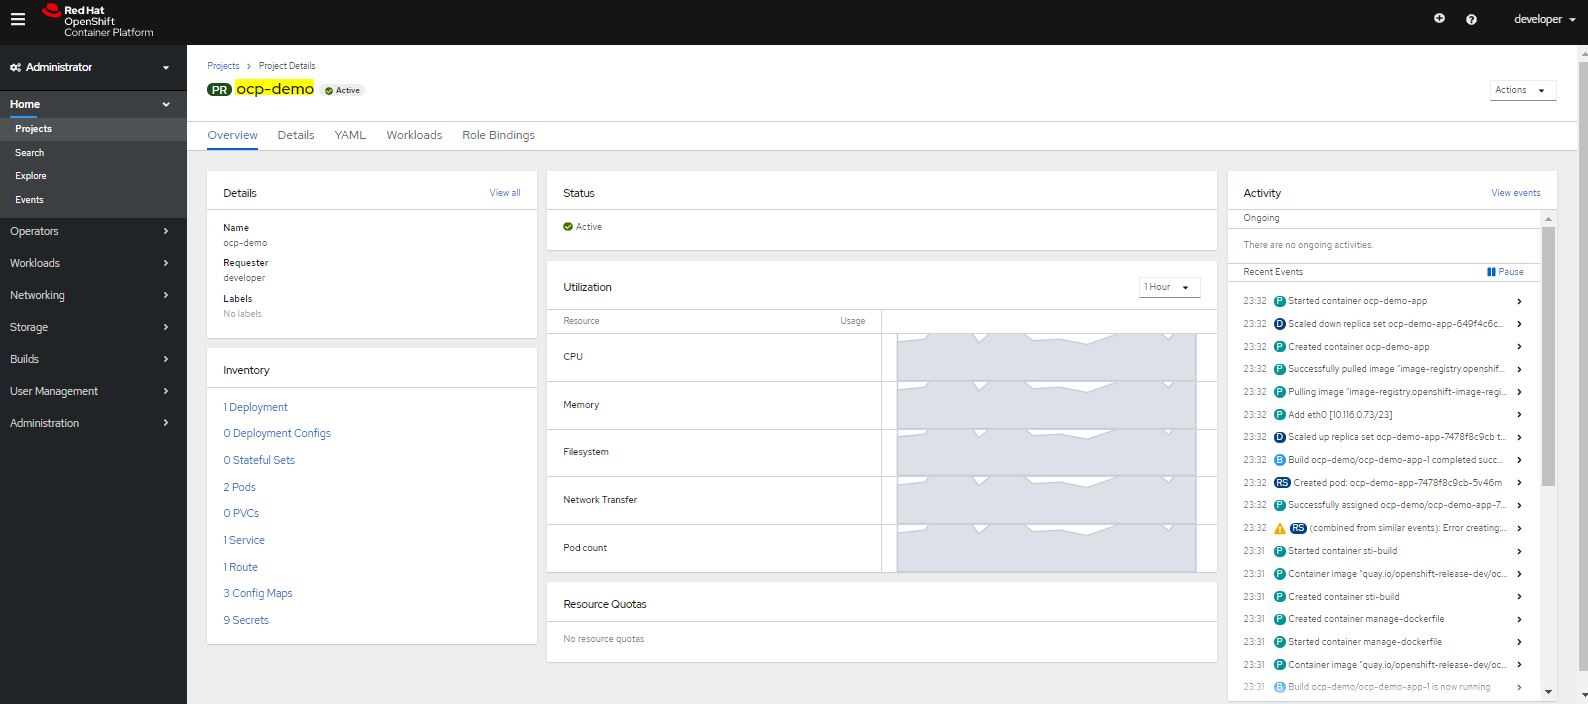 Red Hat
OpenShift
Container Platform
developer
Administrator
Home
Projects
Search
Explore
Events
Operators
Workloads
Networking
Storage
Builds
User Management
Administration
Projects > Project Details
PR ocp-demo Active
Actions
Overview Details YAML Workloads Role Bindings
Details View all
Name
ocp-demo
Requester
developer
Labels
No labels
Inventory
1 Deployment
0 Deployment Configs
0 Stateful Sets
2 Pods
0 PVCs
1 Service
1 Route
3 Config Maps
9 Secrets
Status
Active
Utilization 1 Hour
Resource Usage
CPU
Memory
Filesystem
Network Transfer
Pod count
Resource Quotas
No resource quotas
Activity View events
Ongoing
There are no ongoing activities.
Recent Events Pause
23:32 P Started container ocp-demo-app
23:32 D Scaled down replica set ocp-demo-app-649f4c6c...
23:32 P Created container ocp-demo-app
23:32 P Successfully pulled image "image-registry.openshif...
23:32 P Pulling image "image-registry.openshift-image-regi...
23:32 P Add eth0 [10.116.0.73/23]
23:32 D Scaled up replica set ocp-demo-app-7478f8c9cb t...
23:32 B Build ocp-demo/ocp-demo-app-1 completed succ...
23:32 RS Created pod: ocp-demo-app-7478f8c9cb-5v46m
23:32 P Successfully assigned ocp-demo/ocp-demo-app-7...
23:32 RS (combined from similar events): Error creating:...
23:31 P Started container sti-build
23:31 P Container image "quay.io/openshift-release-dev/oc...
23:31 P Created container sti-build
23:31 P Created container manage-dockerfile
23:31 P Started container manage-dockerfile
23:31 P Container image "quay.io/openshift-release-dev/oc...
23:31 B Build ocp-demo/ocp-demo-app-1 is now running